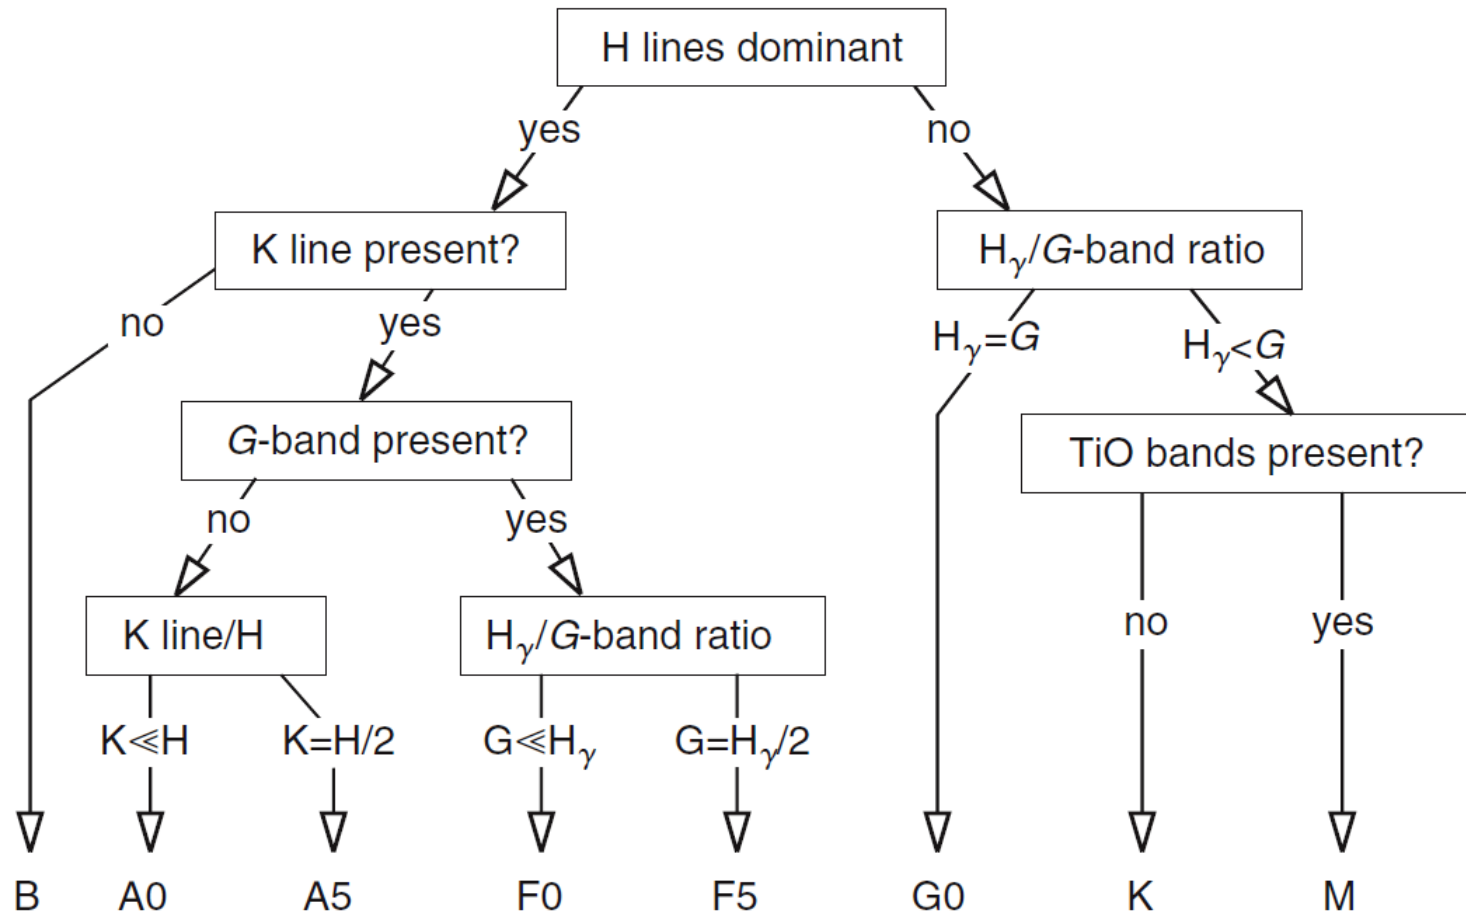 H lines dominant
yes
no
K line present?
Hγ/G-band ratio
no
yes
Hγ=G
Hγ<G
G-band present?
TiO bands present?
no
yes
K line/H
Hγ/G-band ratio
no
yes
K≪H
K=H/2
G≪Hγ
G=Hγ/2
B
A0
A5
F0
F5
G0
K
M